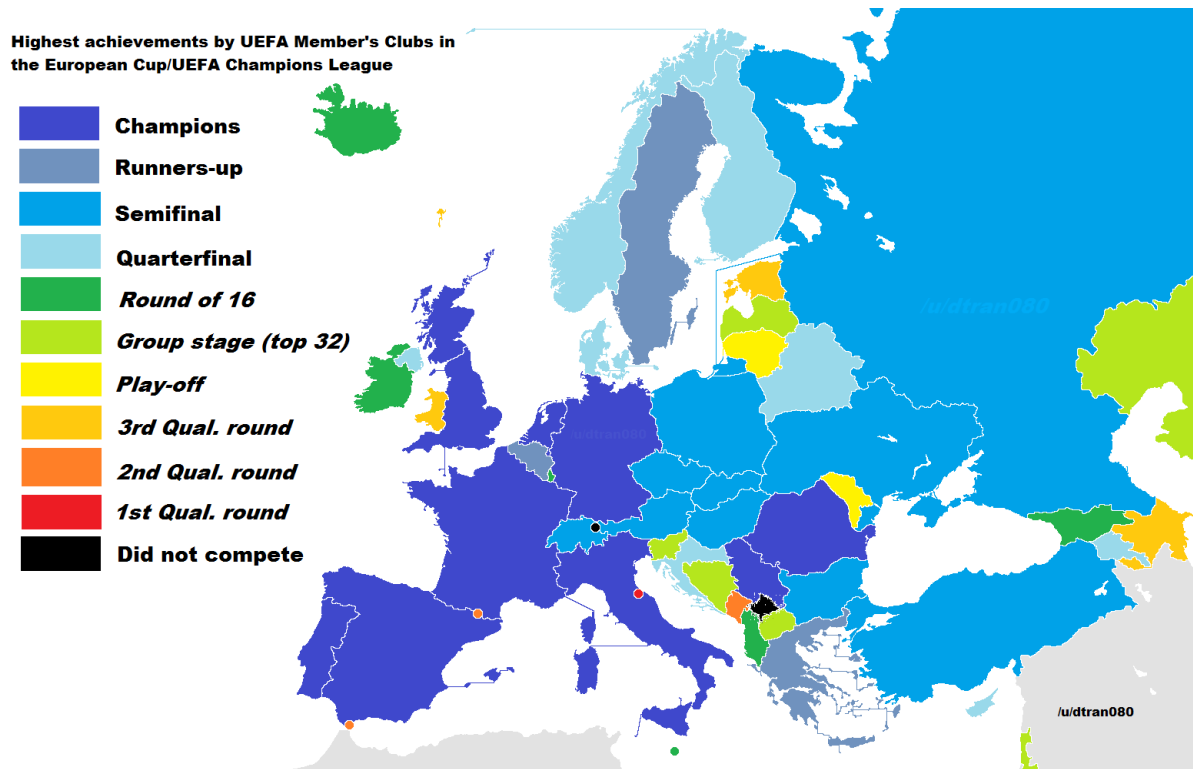 Highest achievements by UEFA Member's Clubs in
the European Cup/UEFA Champions League
Champions
Runners-up
Semifinal
Quarterfinal
Round of 16
Group stage (top 32)
Play-off
3rd Qual. round
2nd Qual. round
1st Qual. round
Did not compete
/u/dtran080
/u/dtran080
/u/dtran080